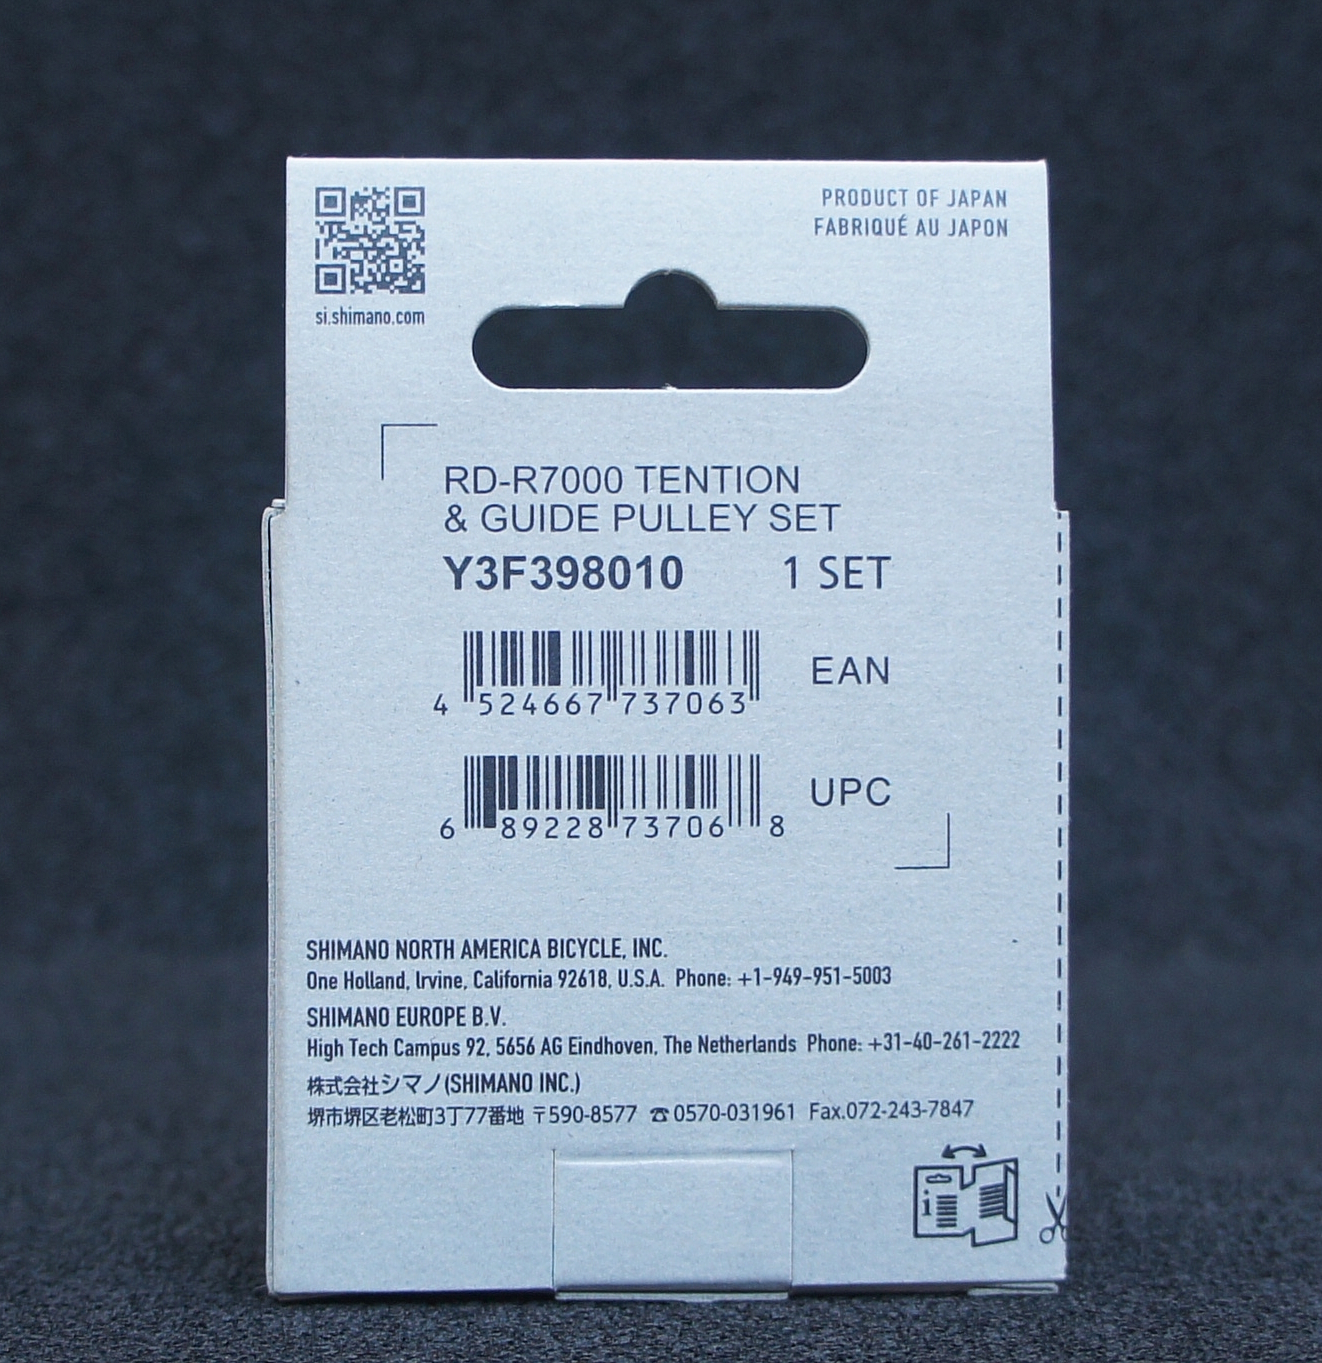 PRODUCT OF JAPAN
FABRIQUÉ AU JAPON
si.shimano.com
RD-R7000 TENTION
& GUIDE PULLEY SET
Y3F398010 1 SET
4 524667 737063 EAN
6 89228 73706 8 UPC
SHIMANO NORTH AMERICA BICYCLE, INC.
One Holland, Irvine, California 92618, U.S.A. Phone: +1-949-951-5003
SHIMANO EUROPE B.V.
High Tech Campus 92, 5656 AG Eindhoven, The Netherlands Phone: +31-40-261-2222
株式会社シマノ(SHIMANO INC.)
堺市堺区老松町3丁77番地 〒590-8577 ☎0570-031961 Fax.072-243-7847
i